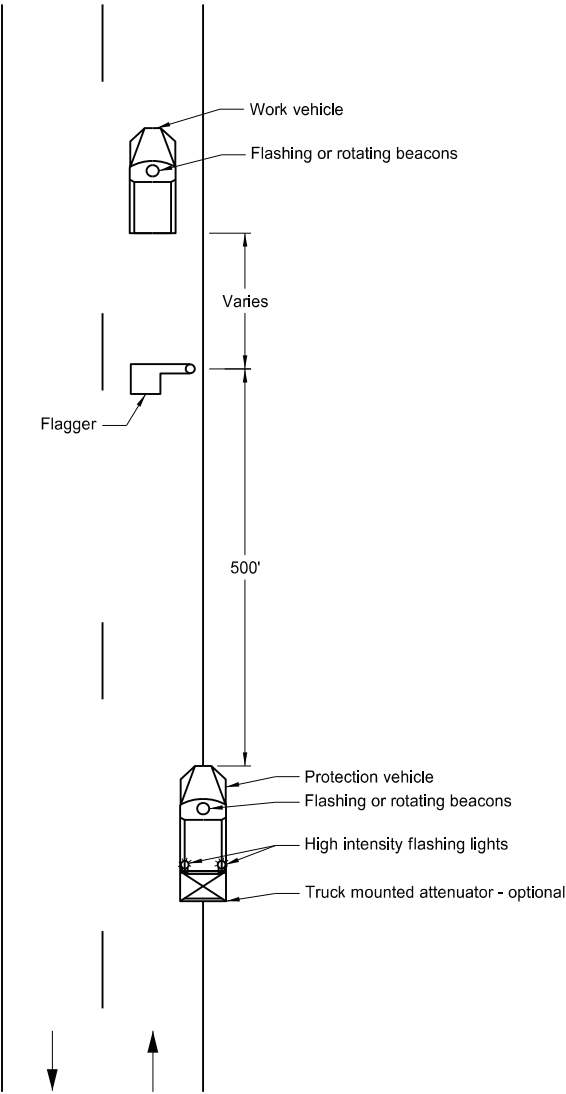 Work vehicle
Flashing or rotating beacons
Varies
Flagger
500'
Protection vehicle
Flashing or rotating beacons
High intensity flashing lights
Truck mounted attenuator - optional